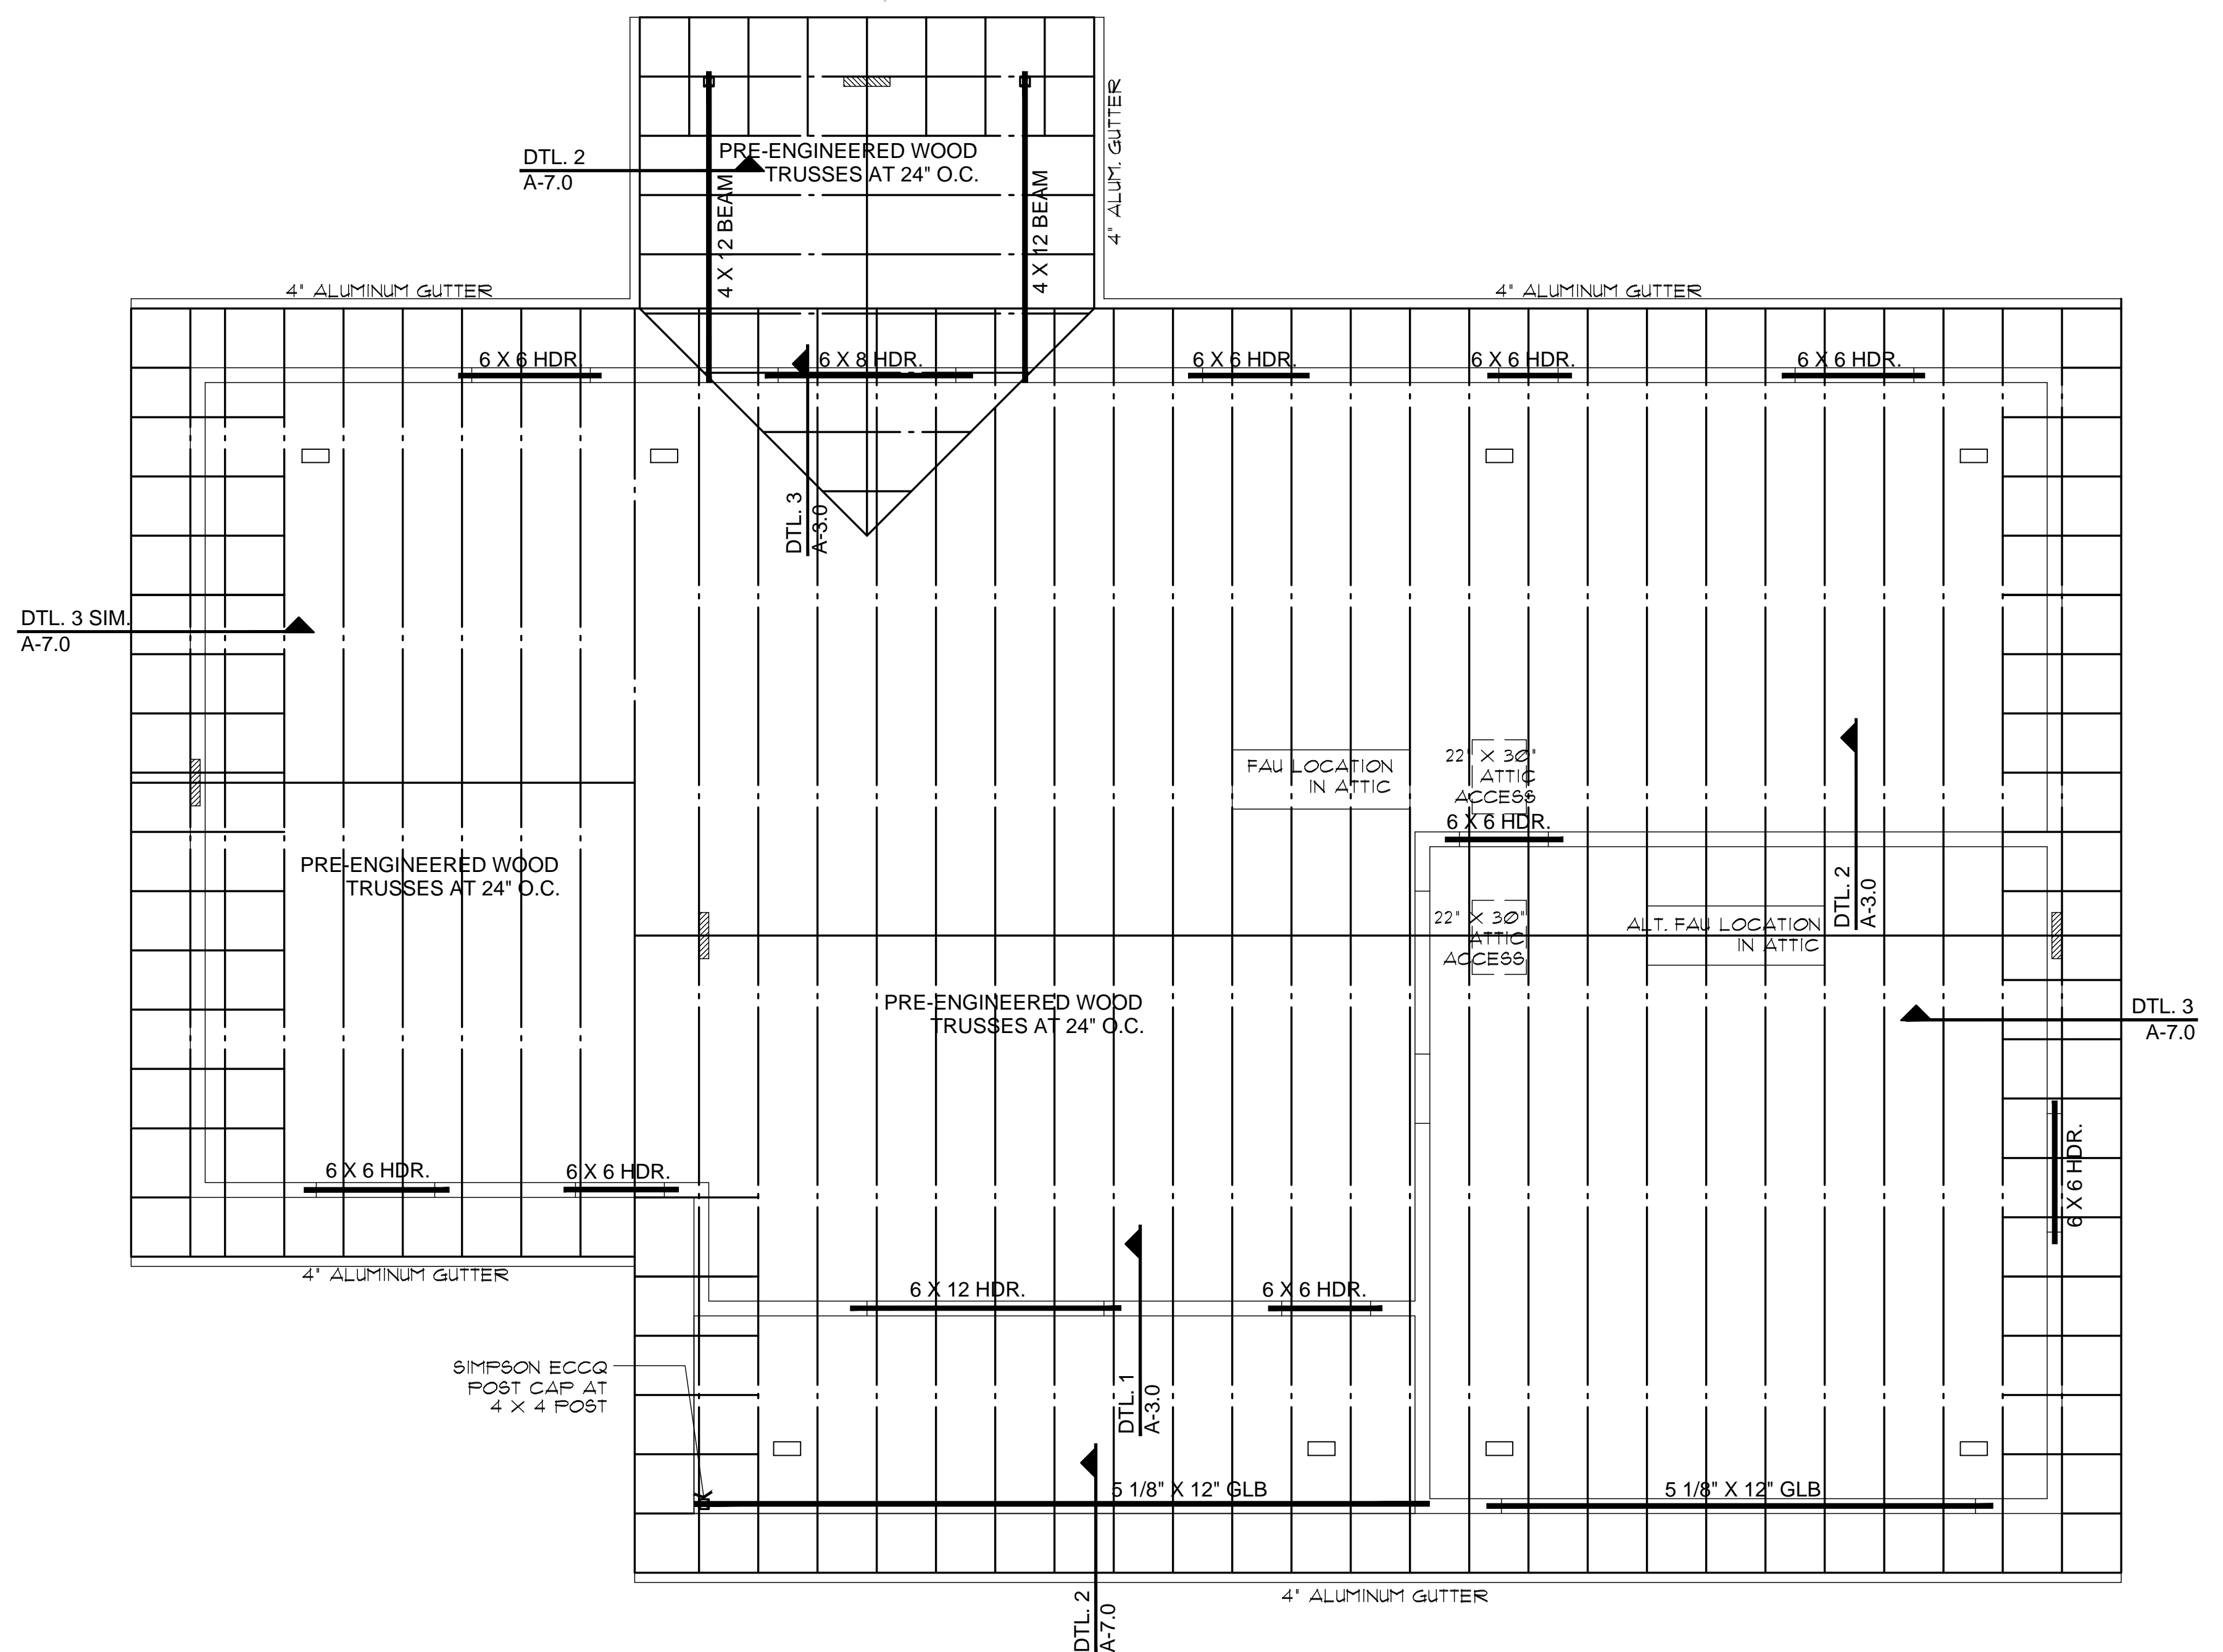 DTL. 2
A-7.0
PRE-ENGINEERED WOOD
TRUSSES AT 24" O.C.
4 X 12 BEAM
4 X 12 BEAM
4" ALUM. GUTTER
4" ALUMINUM GUTTER
4" ALUMINUM GUTTER
6 X 6 HDR.
6 X 8 HDR.
6 X 6 HDR.
6 X 6 HDR.
6 X 6 HDR.
DTL. 3
A-3.0
DTL. 3 SIM.
A-7.0
FAU LOCATION
IN ATTIC
22" X 30"
ATTIC
ACCESS
6 X 6 HDR.
PRE-ENGINEERED WOOD
TRUSSES AT 24" O.C.
22" X 30"
ATTIC
ACCESS
ALT. FAU LOCATION
IN ATTIC
DTL. 2
A-3.0
PRE-ENGINEERED WOOD
TRUSSES AT 24" O.C.
DTL. 3
A-7.0
6 X 6 HDR.
6 X 6 HDR.
6 X 6 HDR.
4" ALUMINUM GUTTER
6 X 12 HDR.
6 X 6 HDR.
SIMPSON ECCQ
POST CAP AT
4 X 4 POST
DTL. 1
A-3.0
5 1/8" X 12" GLB
5 1/8" X 12" GLB
4" ALUMINUM GUTTER
DTL. 2
A-7.0